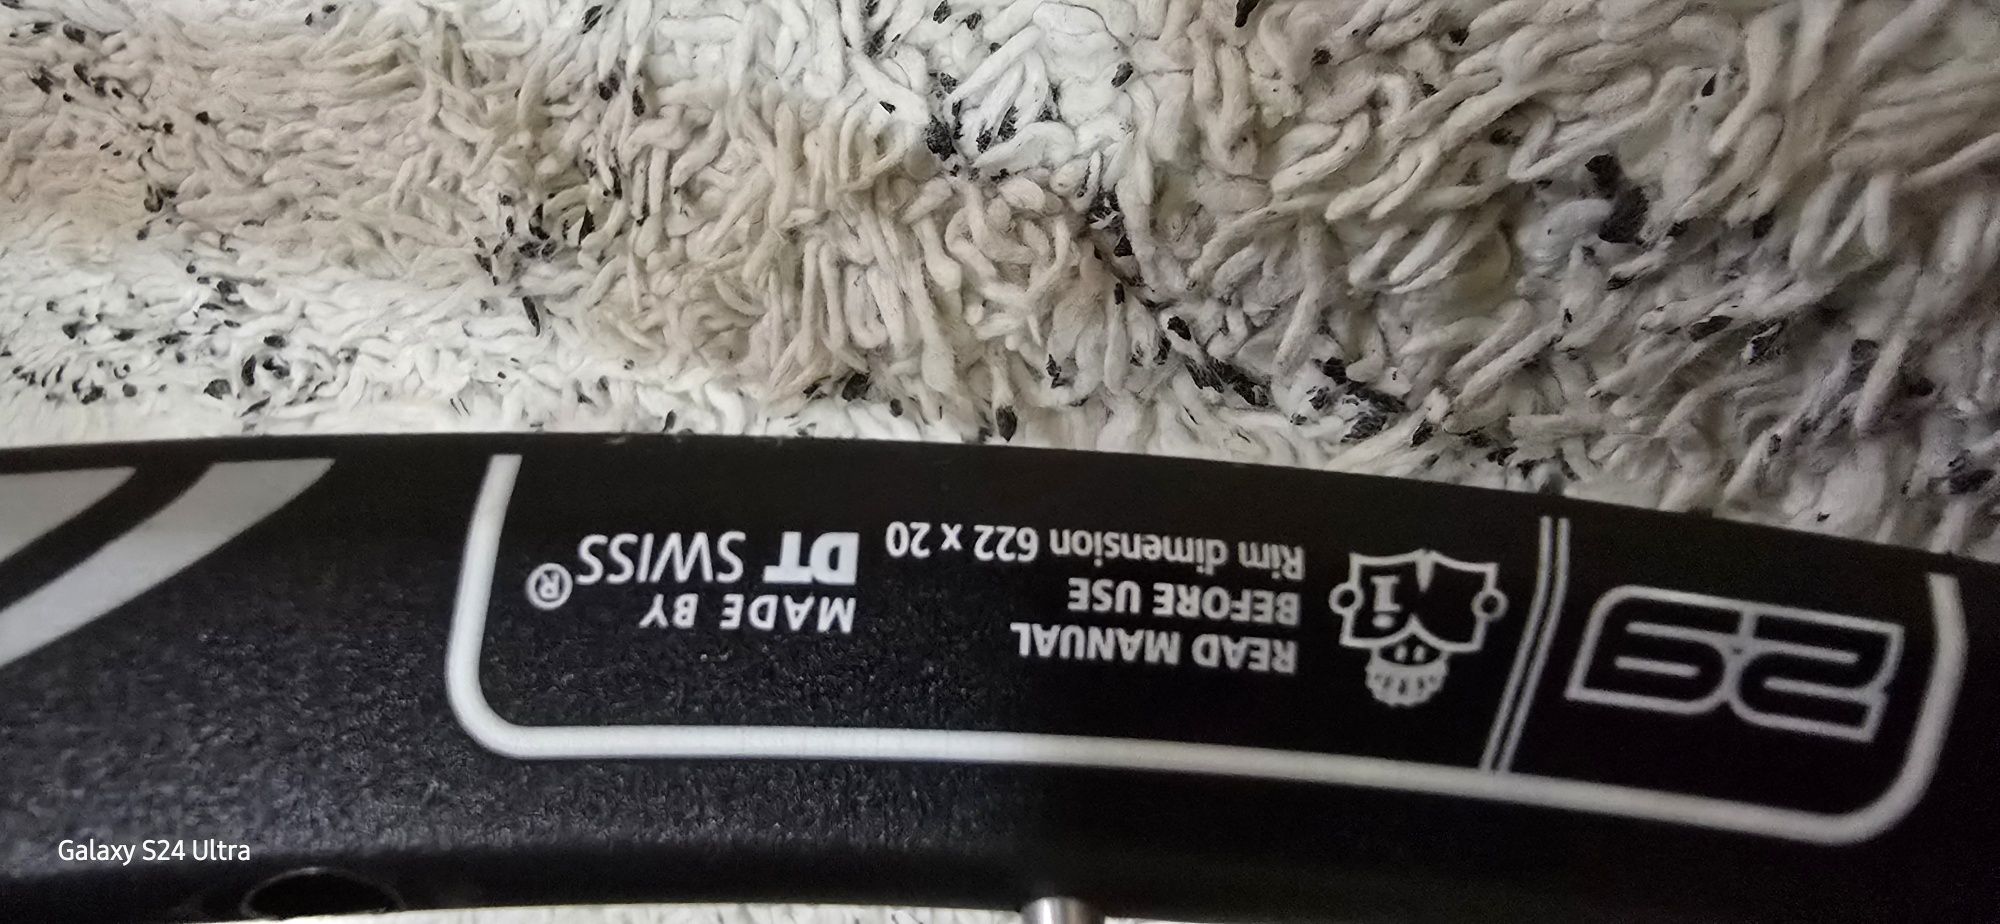 29
i
READ MANUAL
BEFORE USE
Rim dimension 622 x 20
MADE BY
DT SWISS®
Galaxy S24 Ultra